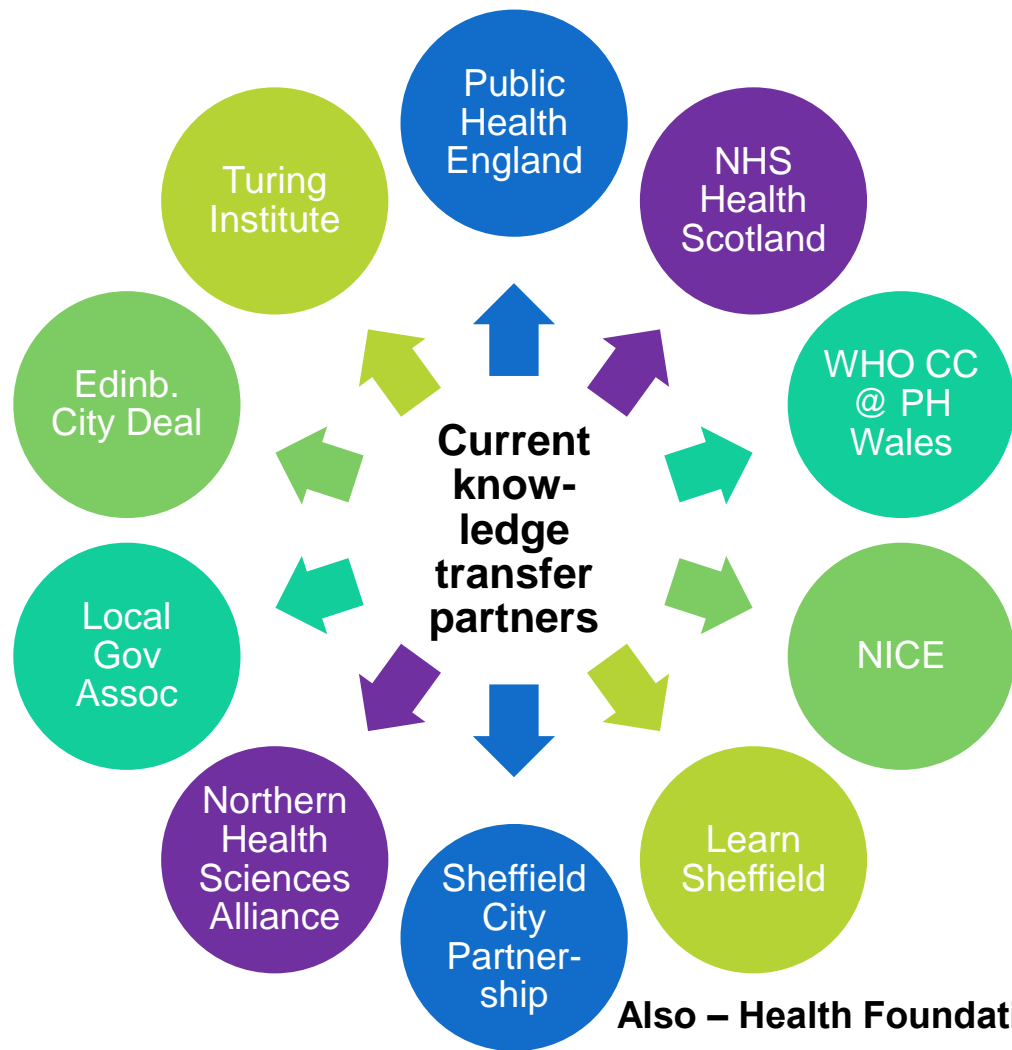 Public
Health
England
NHS
Health
Scotland
WHO CC
@ PH
Wales
NICE
Learn
Sheffield
Sheffield
City
Partner-
ship
Northern
Health
Sciences
Alliance
Local
Gov
Assoc
Edinb.
City Deal
Turing
Institute
Current
know-
ledge
transfer
partners
Also – Health